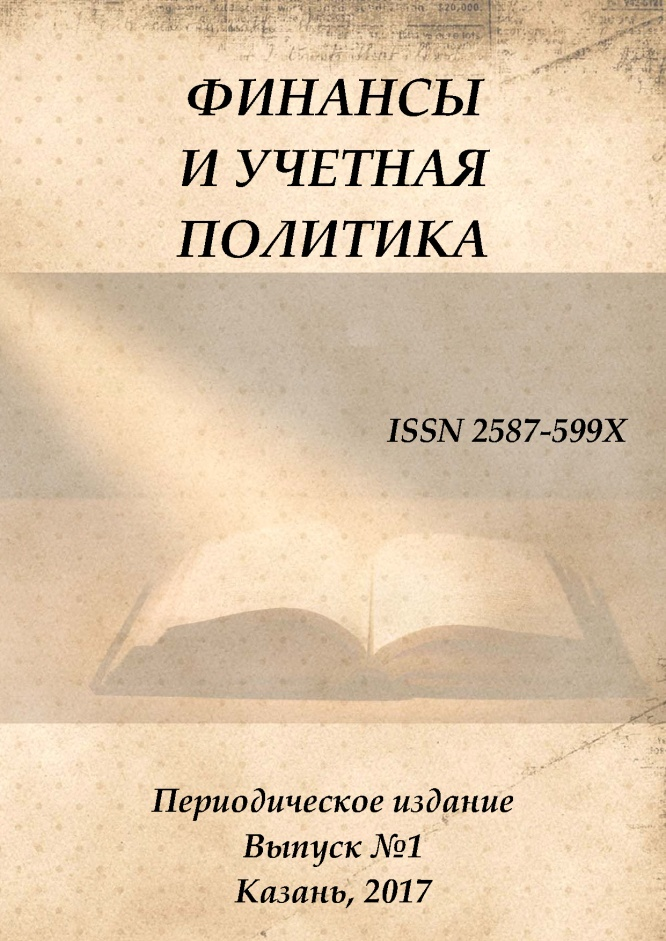 ФИНАНСЫ
И УЧЕТНАЯ
ПОЛИТИКА
ISSN 2587-599X
Периодическое издание
Выпуск №1
Казань, 2017